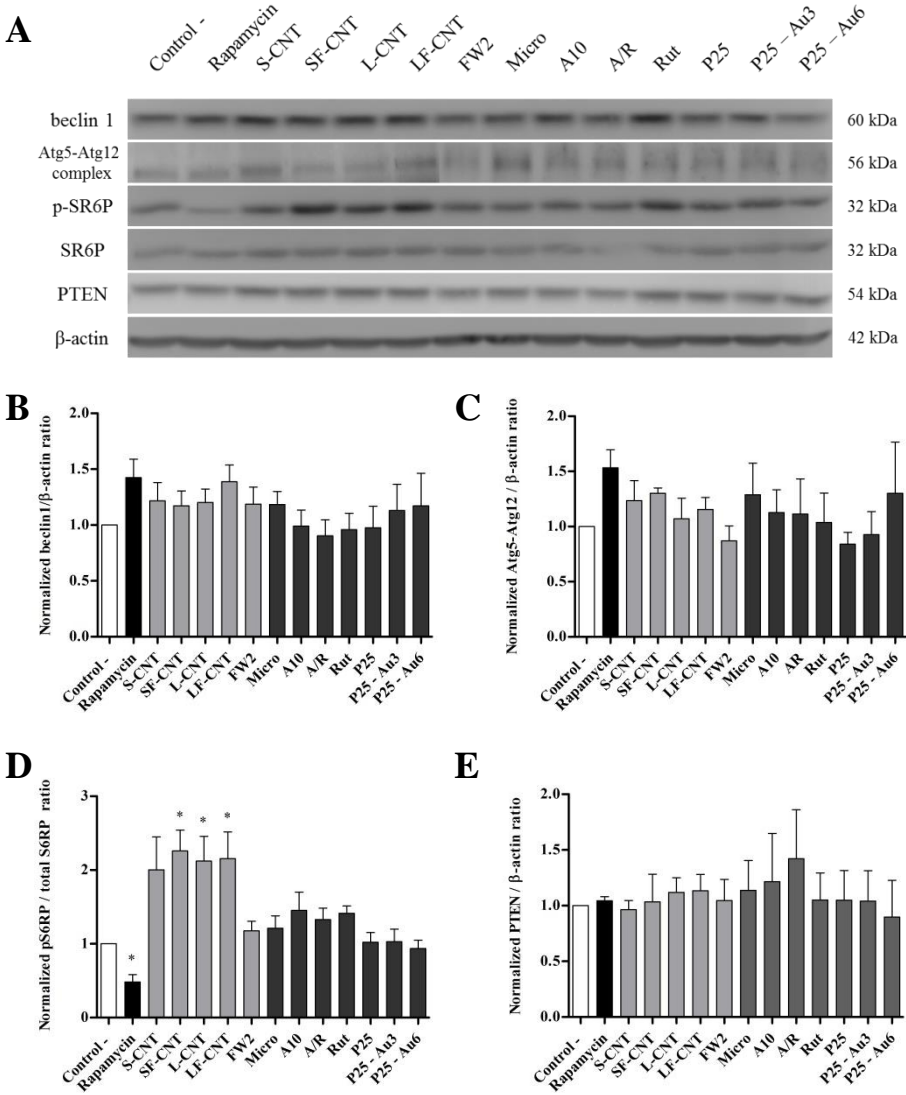 A
Control - Rapamycin S-CNT SF-CNT L-CNT LF-CNT FW2 Micro A10 A/R Rut P25 P25 – Au3 P25 – Au6
beclin 1 60 kDa
Atg5-Atg12
complex 56 kDa
p-SR6P 32 kDa
SR6P 32 kDa
PTEN 54 kDa
β-actin 42 kDa
B
Normalized beclin1/β-actin ratio
2.0
1.5
1.0
0.5
0.0
Control - Rapamycin S-CNT SF-CNT L-CNT LF-CNT FW2 Micro A10 A/R Rut P25 P25 - Au3 P25 - Au6
C
Normalized Atg5-Atg12 / β-actin ratio
2.0
1.5
1.0
0.5
0.0
Control - Rapamycin S-CNT SF-CNT L-CNT LF-CNT FW2 Micro A10 AR Rut P25 P25 - Au3 P25 - Au6
D
Normalized pS6RP / total S6RP ratio
3
2
1
0
* * * *
Control - Rapamycin S-CNT SF-CNT L-CNT LF-CNT FW2 Micro A10 A/R Rut P25 P25 - Au3 P25 - Au6
E
Normalized PTEN / β-actin ratio
2.0
1.5
1.0
0.5
0.0
Control - Rapamycin S-CNT SF-CNT L-CNT LF-CNT FW2 Micro A10 A/R Rut P25 P25 - Au3 P25 - Au6